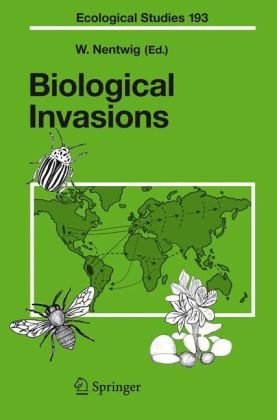 Ecological Studies 193
W. Nentwig (Ed.)
Biological
Invasions
Springer